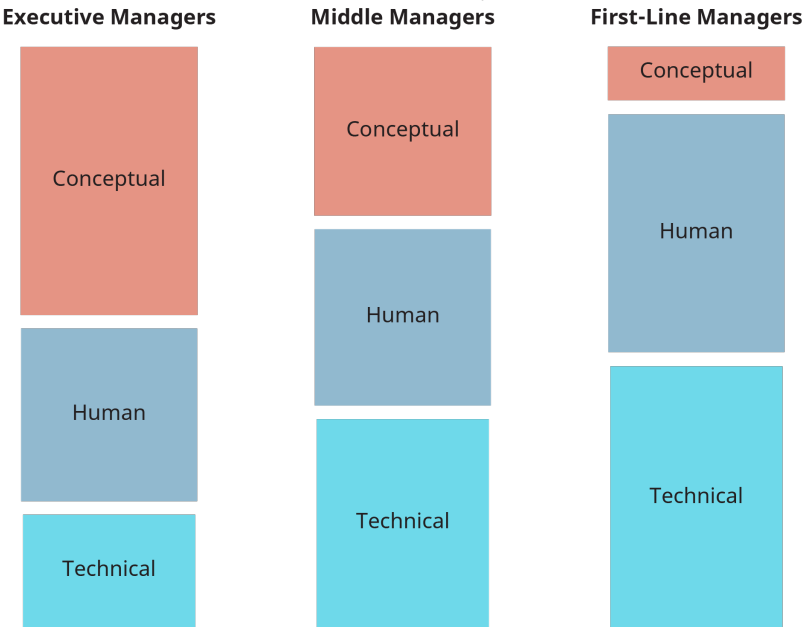 Executive Managers
Middle Managers
First-Line Managers
Conceptual
Conceptual
Conceptual
Human
Human
Human
Technical
Technical
Technical